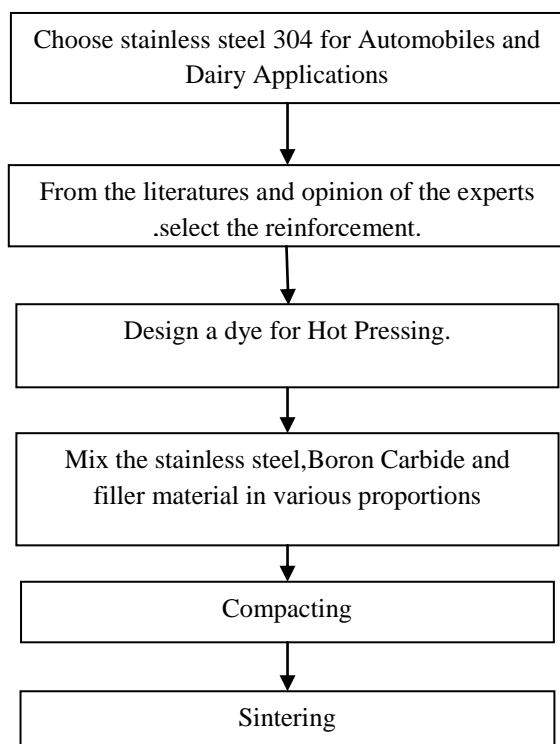 Choose stainless steel 304 for Automobiles and
Dairy Applications
From the literatures and opinion of the experts
.select the reinforcement.
Design a dye for Hot Pressing.
Mix the stainless steel,Boron Carbide and
filler material in various proportions
Compacting
Sintering